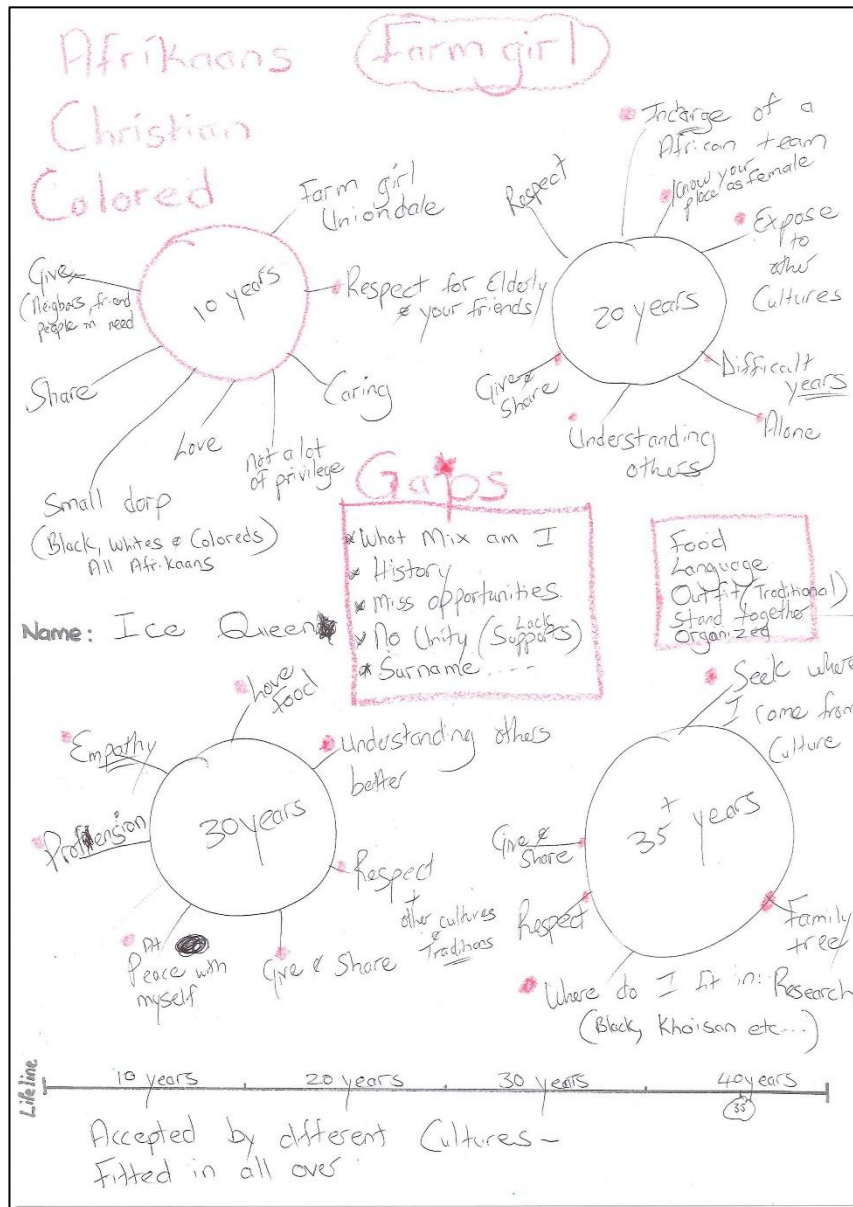 Afrikaans
Farm girl
Christian
Colored
10 years
Farm girl
Uniondale
Respect for Elderly
& your friends
Caring
Not a lot
of privilege
Love
Small dorp
(Black, Whites & Coloreds)
All Afrikaans
Share
Give
(Neigbors, friend
people in need
20 years
Respect
Incharge of a
African team
Know your
place as female
Expose
to
other
Cultures
Difficalt
years
Alone
Understanding
others
Give &
Share
Gaps
What Mix am I
History
Miss opportunities
No Unity (Lack
Supports)
Surname .....
Food
Language
Outfit (Traditional)
Stand together
Organized
Name: Ice Queen
30 years
Love
Food
Understanding others
better
Respect
+
other cultures
&
Traditions
Give & Share
At
Peace with
myself
Empathy
35+ years
Seek where
I come from
Culture
Family
tree
Where do I fit in: Research
(Black, Khoisan etc...)
Respect
Give &
Share
Lifeline
10 years 20 years 30 years 40 years
35
Accepted by different Cultures -
Fitted in all over